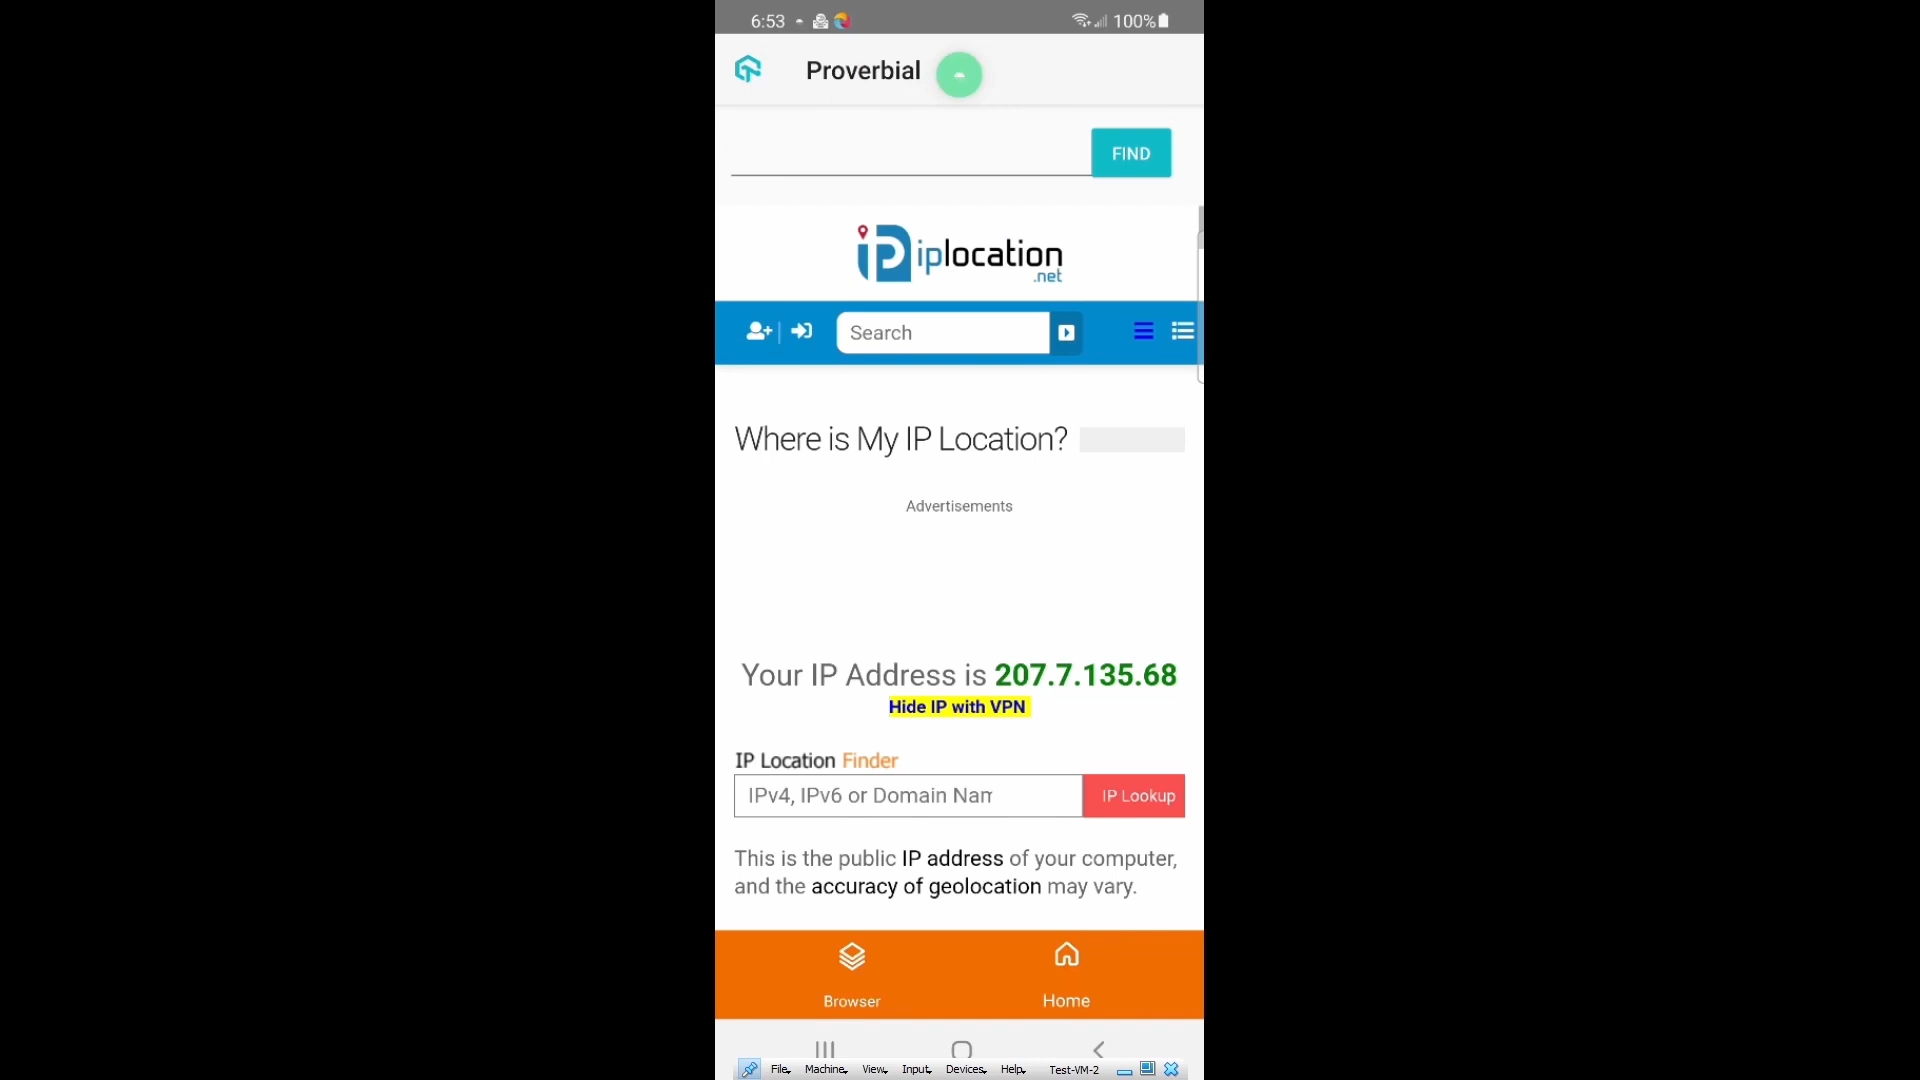 6:53
100%
Proverbial
FIND
iplocation
.net
Search
Where is My IP Location?
Advertisements
Your IP Address is 207.7.135.68
Hide IP with VPN
IP Location Finder
IPv4, IPv6 or Domain Nam
IP Lookup
This is the public IP address of your computer,
and the accuracy of geolocation may vary.
Browser
Home
File Machine View Input Devices Help Test-VM-2